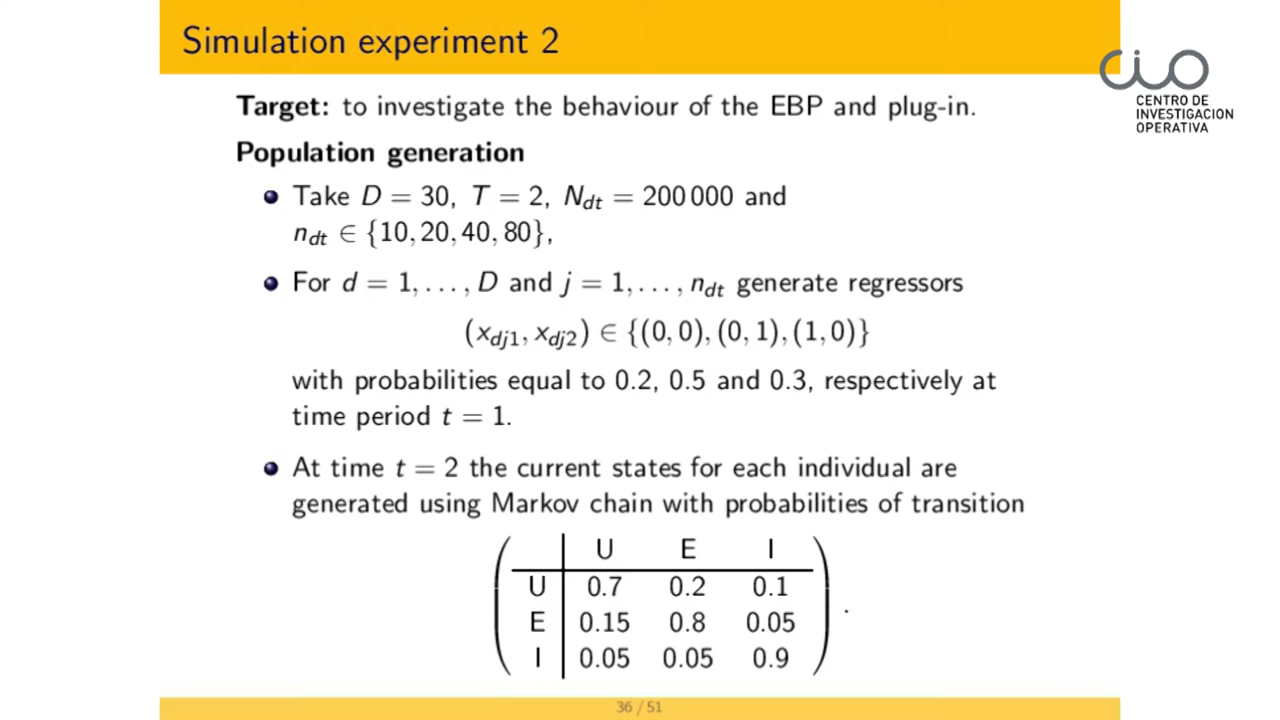 Simulation experiment 2
CIO
CENTRO DE
INVESTIGACION
OPERATIVA
Target: to investigate the behaviour of the EBP and plug-in.
Population generation
Take D = 30, T = 2, N_dt = 200 000 and
n_dt ∈ {10, 20, 40, 80},
For d = 1, . . . , D and j = 1, . . . , n_dt generate regressors
(x_dj1, x_dj2) ∈ {(0, 0), (0, 1), (1, 0)}
with probabilities equal to 0.2, 0.5 and 0.3, respectively at
time period t = 1.
At time t = 2 the current states for each individual are
generated using Markov chain with probabilities of transition
U E I
U 0.7 0.2 0.1
E 0.15 0.8 0.05
I 0.05 0.05 0.9 .
36 / 51